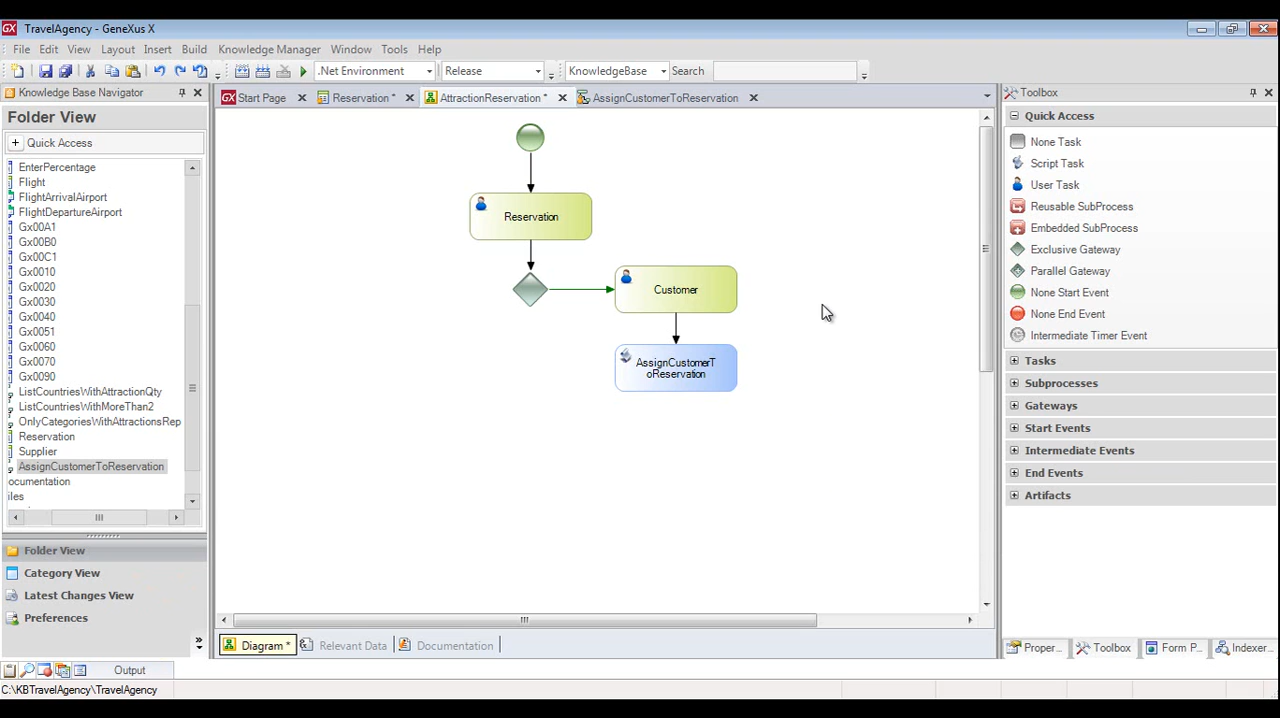 GX TravelAgency - GeneXus X
File Edit View Layout Insert Build Knowledge Manager Window Tools Help
.Net Environment Release KnowledgeBase Search
Knowledge Base Navigator
Folder View
Quick Access
EnterPercentage
Flight
FlightArrivalAirport
FlightDepartureAirport
Gx00A1
Gx00B0
Gx00C1
Gx0010
Gx0020
Gx0030
Gx0040
Gx0051
Gx0060
Gx0070
Gx0090
ListCountriesWithAttractionQty
ListCountriesWithMoreThan2
OnlyCategoriesWithAttractionsRep
Reservation
Supplier
AssignCustomerToReservation
ocumentation
iles
Folder View
Category View
Latest Changes View
Preferences
GX Start Page Reservation * AttractionReservation * AssignCustomerToReservation
Reservation
Customer
AssignCustomerT
oReservation
Diagram * Relevant Data Documentation
Toolbox
Quick Access
None Task
Script Task
User Task
Reusable SubProcess
Embedded SubProcess
Exclusive Gateway
Parallel Gateway
None Start Event
None End Event
Intermediate Timer Event
Tasks
Subprocesses
Gateways
Start Events
Intermediate Events
End Events
Artifacts
Proper... Toolbox Form P... Indexer...
Output
C:\KBTravelAgency\TravelAgency